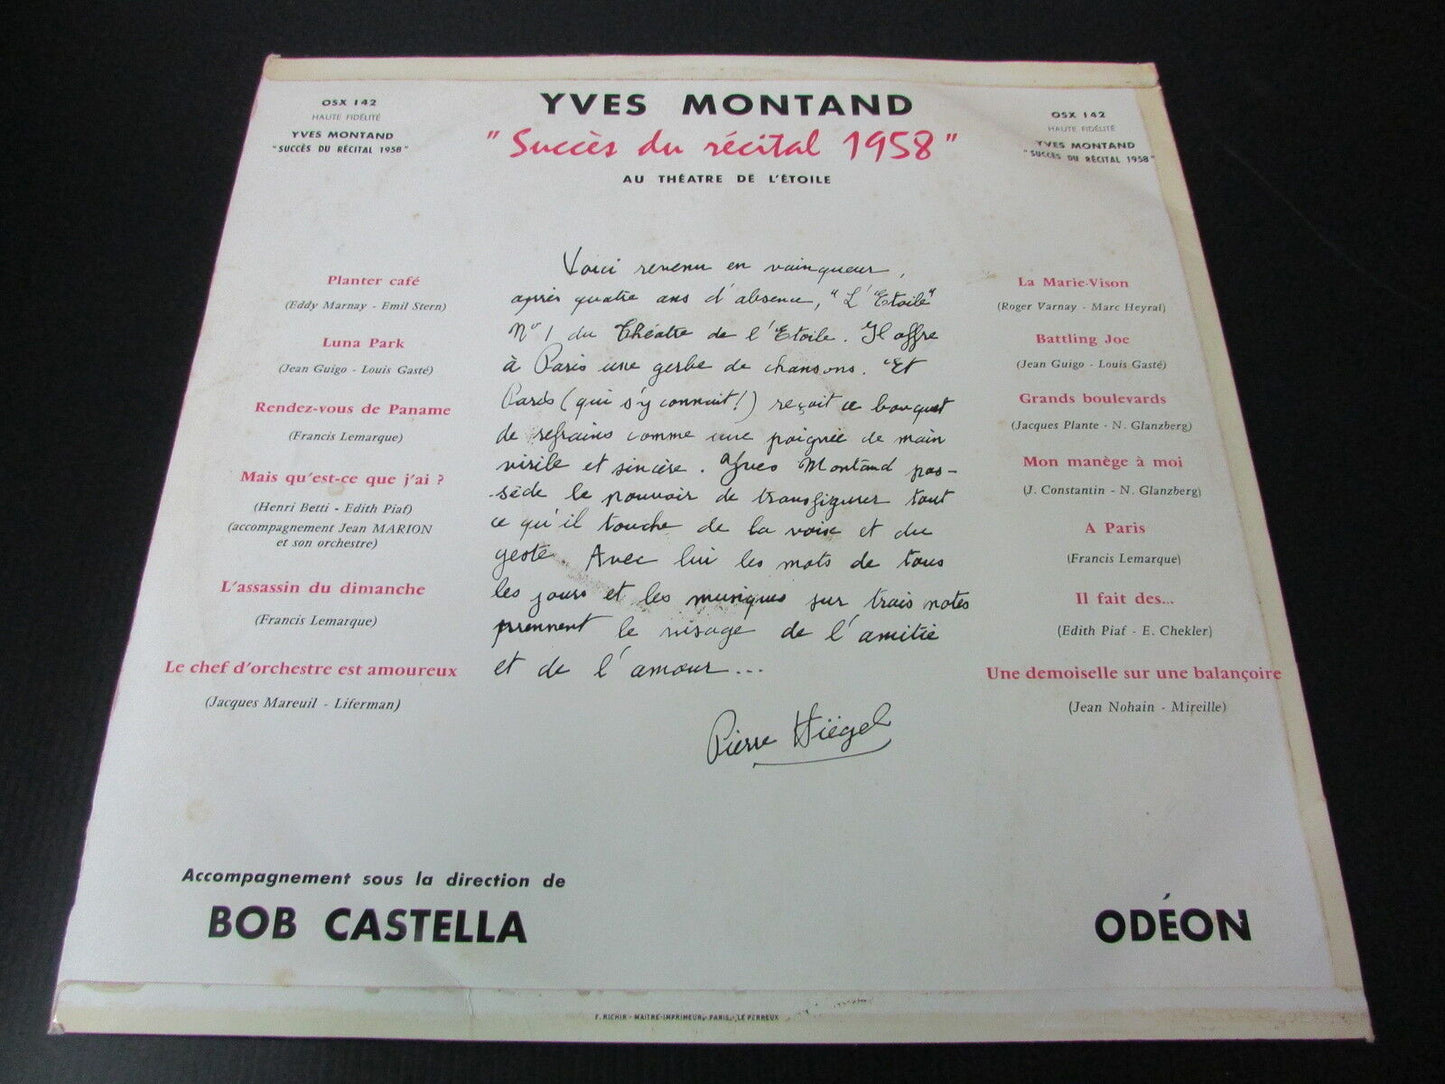 OSX 142
HAUTE FIDÉLITÉ
YVES MONTAND
"SUCCÈS DU RÉCITAL 1958"
YVES MONTAND
"Succès du récital 1958"
AU THÉATRE DE L'ÉTOILE
OSX 142
HAUTE FIDÉLITÉ
YVES MONTAND
"SUCCÈS DU RÉCITAL 1958"
Planter café
(Eddy Marnay - Emil Stern)
Luna Park
(Jean Guigo - Louis Gasté)
Rendez-vous de Paname
(Francis Lemarque)
Mais qu'est-ce que j'ai ?
(Henri Betti - Edith Piaf)
(accompagnement Jean MARION
et son orchestre)
L'assassin du dimanche
(Francis Lemarque)
Le chef d'orchestre est amoureux
(Jacques Mareuil - Liferman)
Voici revenu en vainqueur,
après quatre ans d'absence, "L'Etoile"
N° 1 du Théatre de l'Etoile. Il offre
à Paris une gerbe de chansons. Et
Paris (qui s'y connait!) reçoit ce bouquet
de refrains comme une poignée de main
virile et sincère. Yves Montand pos-
sède le pouvoir de transfigurer tout
ce qu'il touche de la voix et du
geste. Avec lui les mots de tous
les jours et les musiques sur trois notes
prennent le visage de l'amitié
et de l'amour...
Pierre Hiégel
La Marie-Vison
(Roger Varnay - Marc Heyral)
Battling Joe
(Jean Guigo - Louis Gasté)
Grands boulevards
(Jacques Plante - N. Glanzberg)
Mon manège à moi
(J. Constantin - N. Glanzberg)
A Paris
(Francis Lemarque)
Il fait des...
(Edith Piaf - E. Chekler)
Une demoiselle sur une balançoire
(Jean Nohain - Mireille)
Accompagnement sous la direction de
BOB CASTELLA
ODÉON
F. RICHIR - MAITRE-IMPRIMEUR, PARIS - LE PERREUX